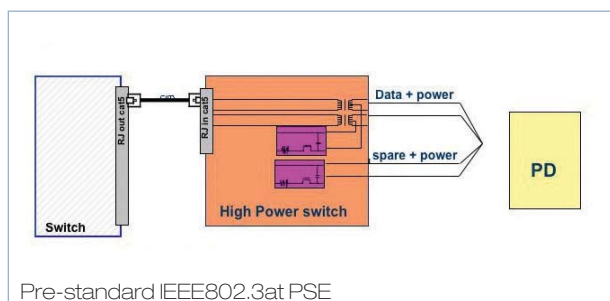 RJ out cat5
RJ in cat5
Data + power
spare + power
PD
High Power switch
Switch
Pre-standard IEEE802.3at PSE